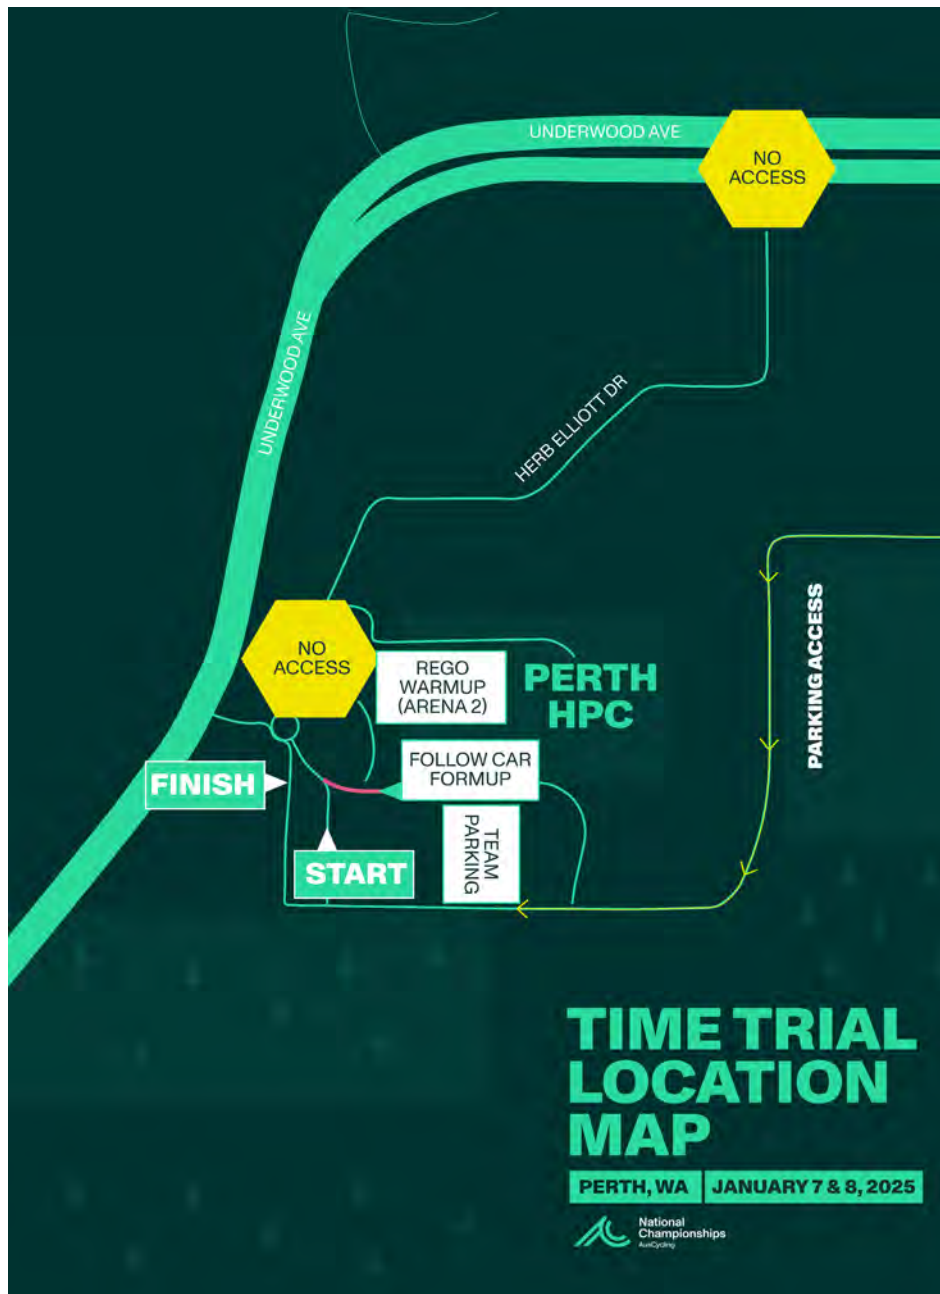 UNDERWOOD AVE
NO
ACCESS
UNDERWOOD AVE
HERB ELLIOTT DR
PARKING ACCESS
NO
ACCESS
REGO
WARMUP
(ARENA 2)
PERTH
HPC
FOLLOW CAR
FORMUP
FINISH
TEAM
PARKING
START
TIME TRIAL
LOCATION
MAP
PERTH, WA
JANUARY 7 & 8, 2025
National
Championships
AusCycling